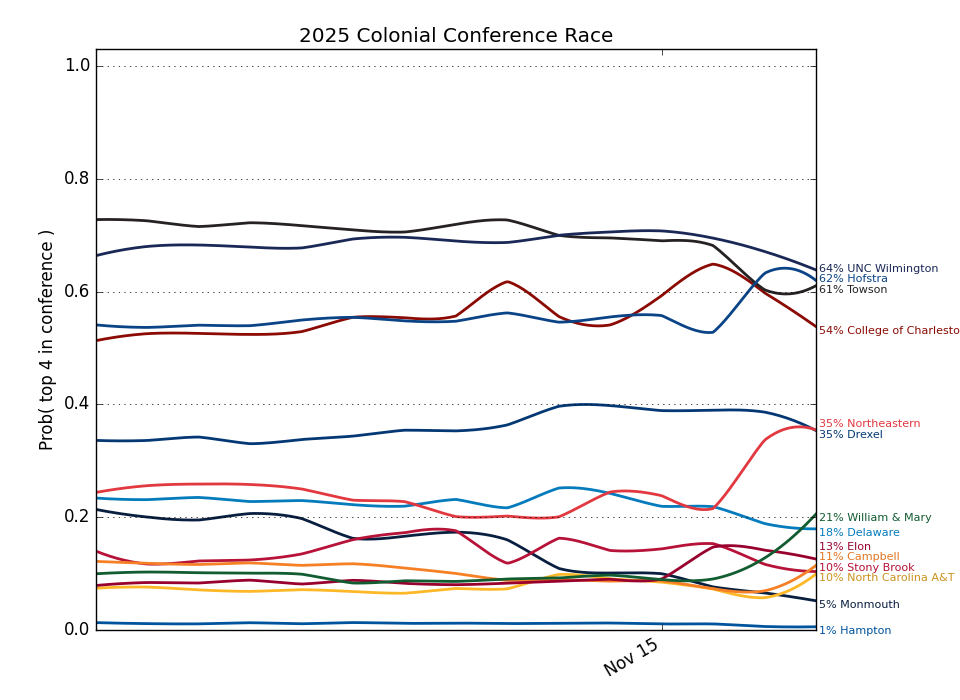 2025 Colonial Conference Race
Prob( top 4 in conference )
1.0
0.8
0.6
0.4
0.2
0.0
Nov 15
64% UNC Wilmington
62% Hofstra
61% Towson
54% College of Charlesto
35% Northeastern
35% Drexel
21% William & Mary
18% Delaware
13% Elon
11% Campbell
10% Stony Brook
10% North Carolina A&T
5% Monmouth
1% Hampton